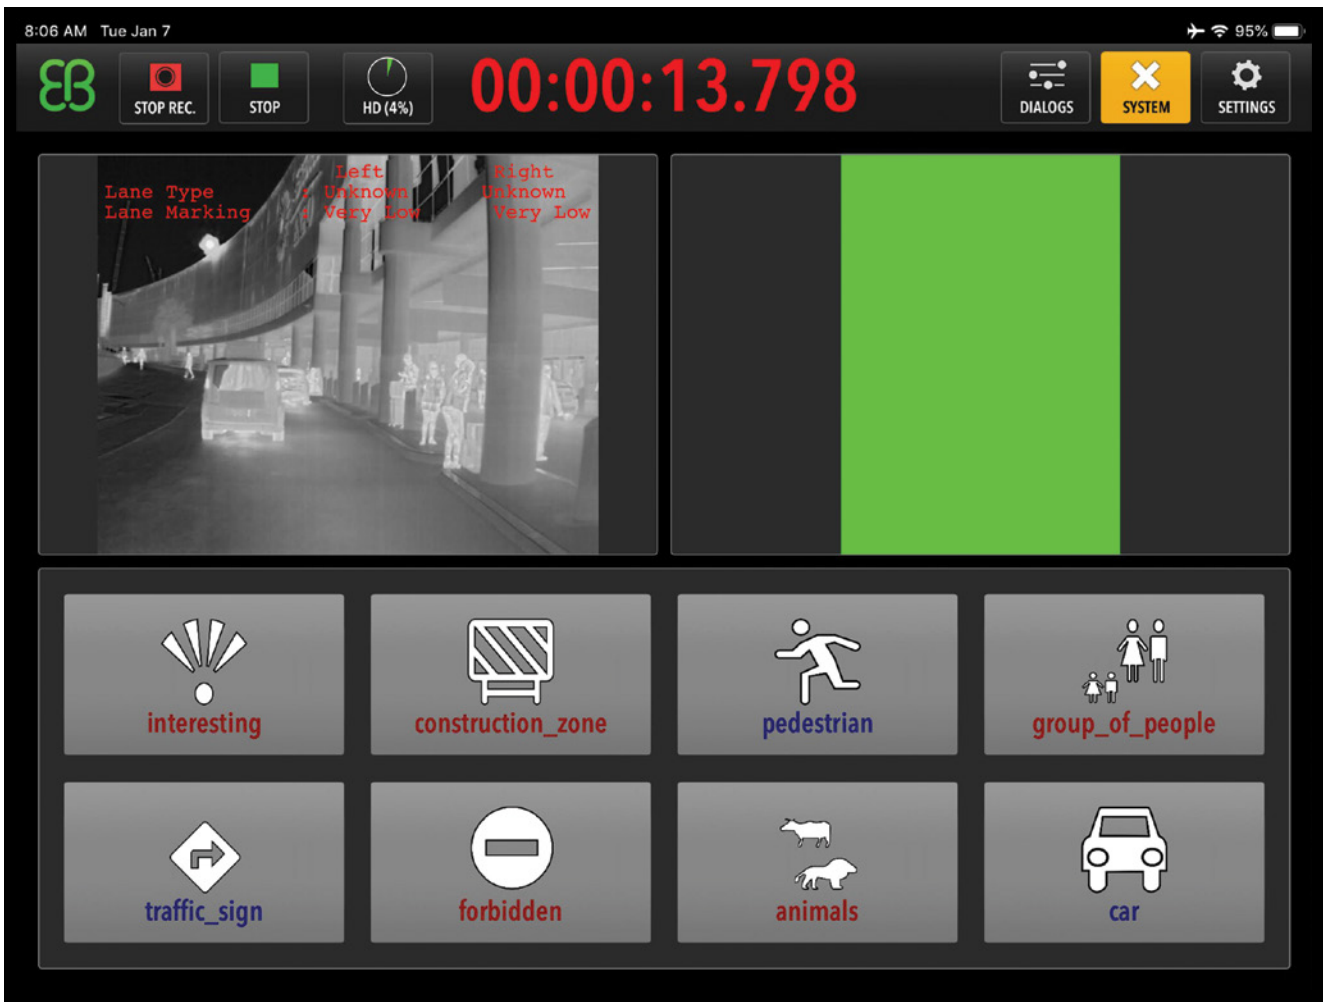 8:06 AM Tue Jan 7
95%
EB
STOP REC.
STOP
HD (4%)
00:00:13.798
DIALOGS
SYSTEM
SETTINGS
Left Right
Lane Type : Unknown Unknown
Lane Marking : Very Low Very Low
interesting
construction_zone
pedestrian
group_of_people
traffic_sign
forbidden
animals
car